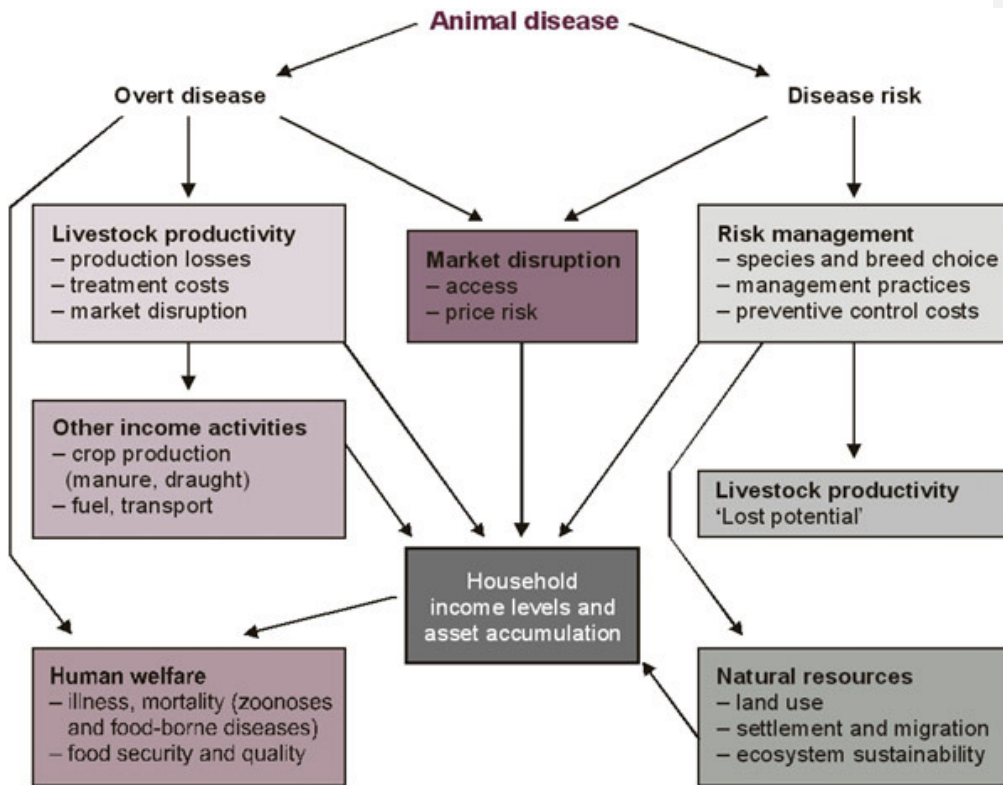 Animal disease
Overt disease
Disease risk
Livestock productivity
– production losses
– treatment costs
– market disruption
Market disruption
– access
– price risk
Risk management
– species and breed choice
– management practices
– preventive control costs
Other income activities
– crop production
(manure, draught)
– fuel, transport
Livestock productivity
‘Lost potential’
Household
income levels and
asset accumulation
Human welfare
– illness, mortality (zoonoses
and food-borne diseases)
– food security and quality
Natural resources
– land use
– settlement and migration
– ecosystem sustainability